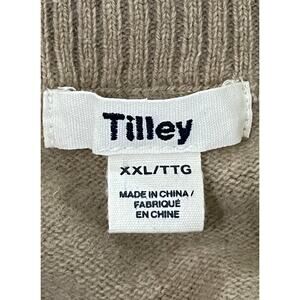 Tilley
XXL/TTG
MADE IN CHINA/
FABRIQUÉ
EN CHINE